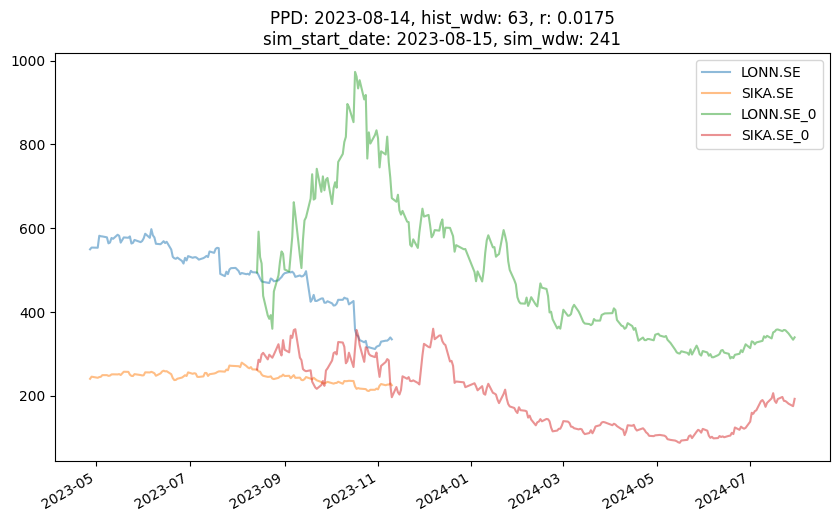 PPD: 2023-08-14, hist_wdw: 63, r: 0.0175
sim_start_date: 2023-08-15, sim_wdw: 241
1000
800
600
400
200
LONN.SE
SIKA.SE
LONN.SE_0
SIKA.SE_0
2023-05
2023-07
2023-09
2023-11
2024-01
2024-03
2024-05
2024-07